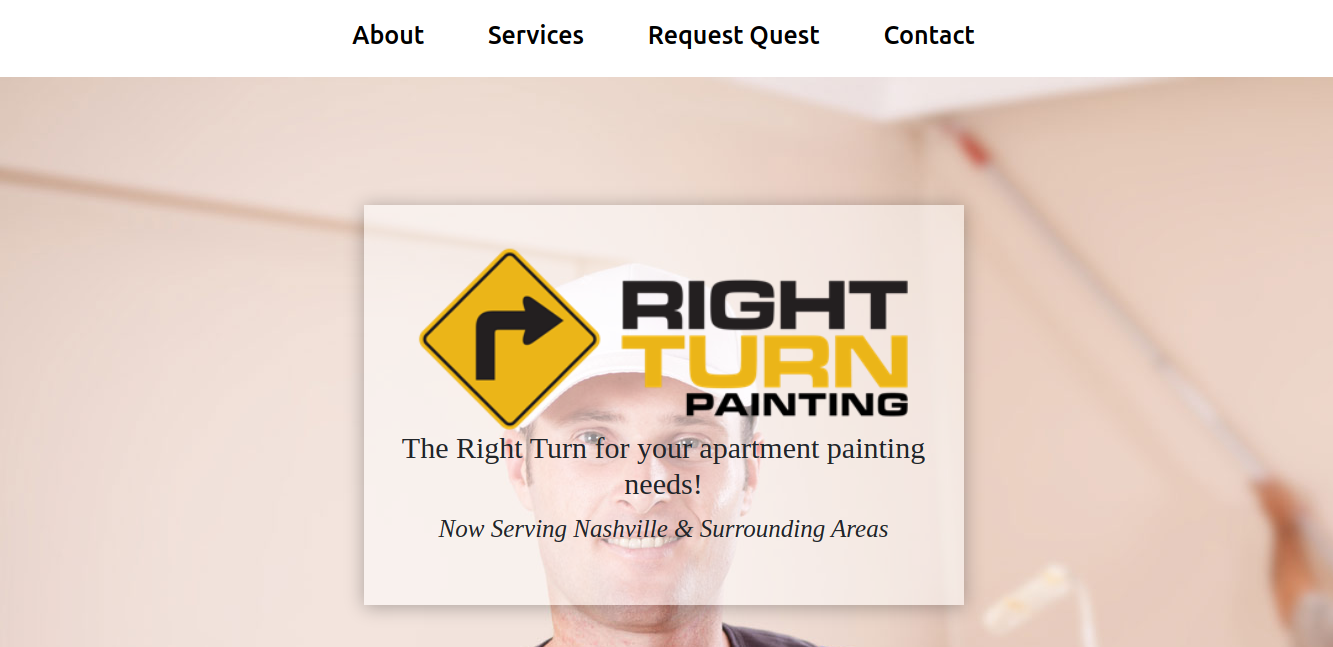 About Services Request Quest Contact
RIGHT
TURN
PAINTING
The Right Turn for your apartment painting
needs!
Now Serving Nashville & Surrounding Areas